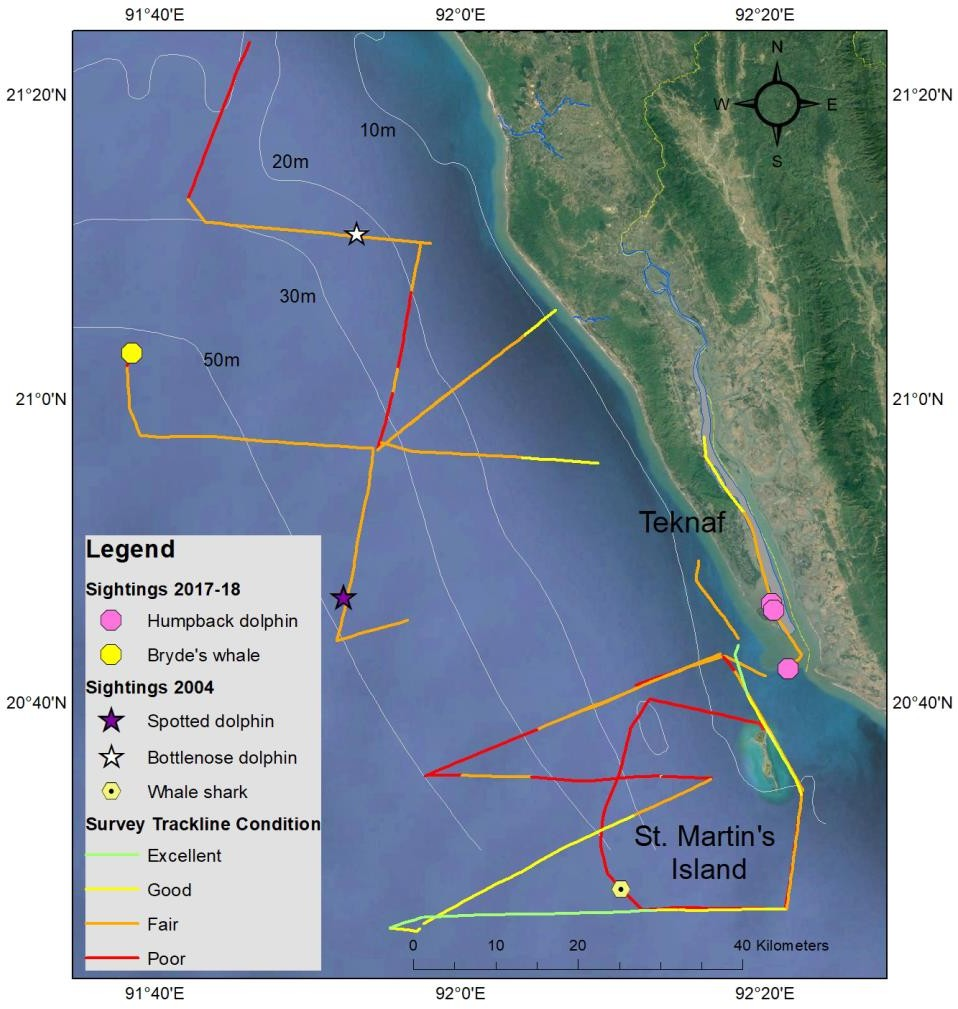 91°40'E 92°0'E 92°20'E
21°20'N 21°20'N
N
W E
S
10m
20m
30m
50m
21°0'N 21°0'N
Teknaf
20°40'N 20°40'N
St. Martin's
Island
Legend
Sightings 2017-18
Humpback dolphin
Bryde's whale
Sightings 2004
Spotted dolphin
Bottlenose dolphin
Whale shark
Survey Trackline Condition
Excellent
Good
Fair
Poor
0 10 20 40 Kilometers
91°40'E 92°0'E 92°20'E